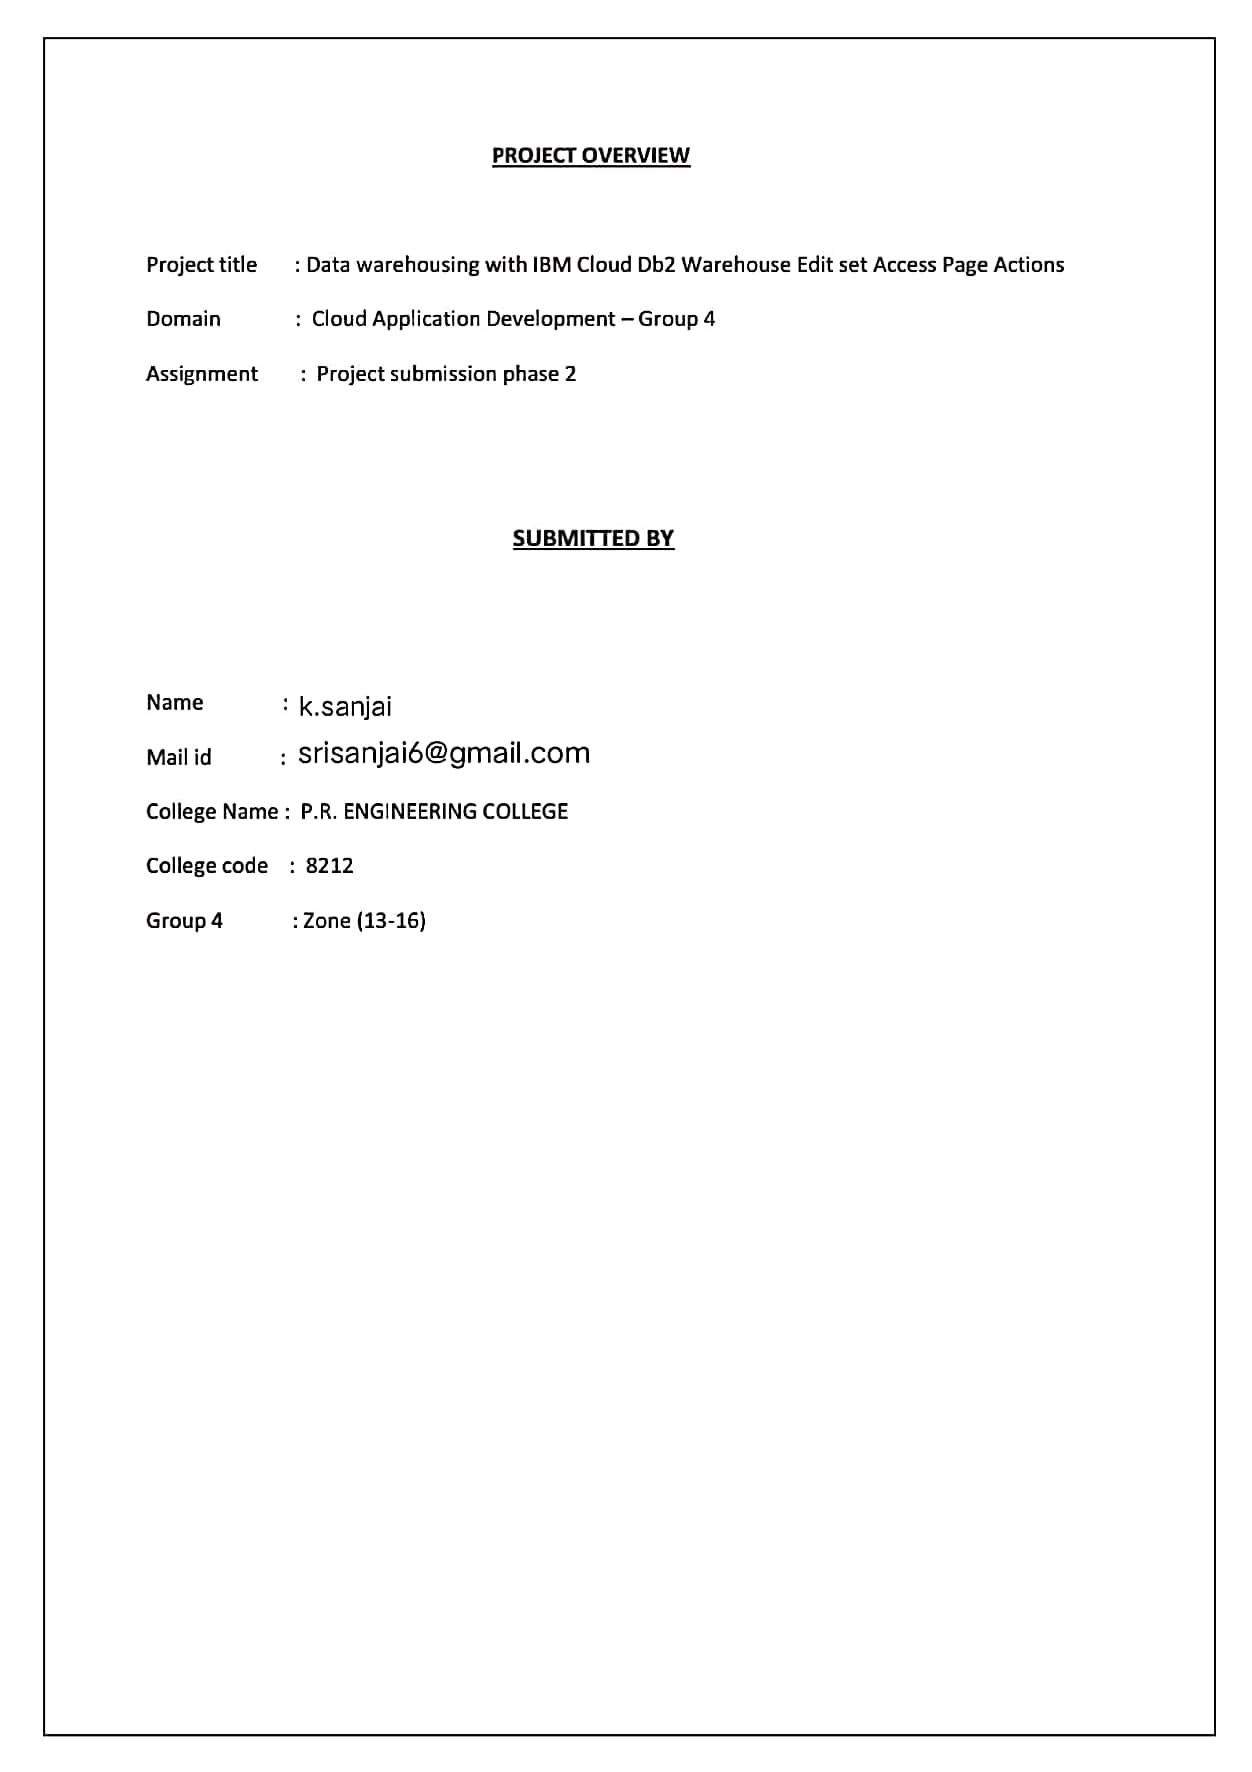 PROJECT OVERVIEW
Project title : Data warehousing with IBM Cloud Db2 Warehouse Edit set Access Page Actions
Domain : Cloud Application Development – Group 4
Assignment : Project submission phase 2
SUBMITTED BY
Name : k.sanjai
Mail id : srisanjai6@gmail.com
College Name : P.R. ENGINEERING COLLEGE
College code : 8212
Group 4 : Zone (13-16)